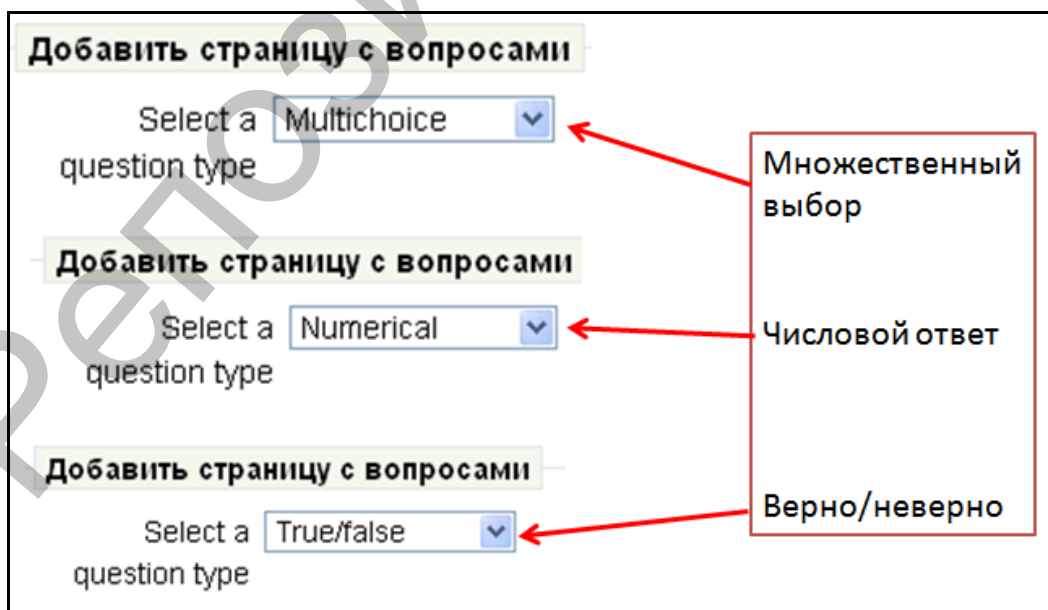 Добавить страницу с вопросами
Select a Multichoice
question type
Множественный
выбор
Добавить страницу с вопросами
Select a Numerical
question type
Числовой ответ
Добавить страницу с вопросами
Select a True/false
question type
Верно/неверно